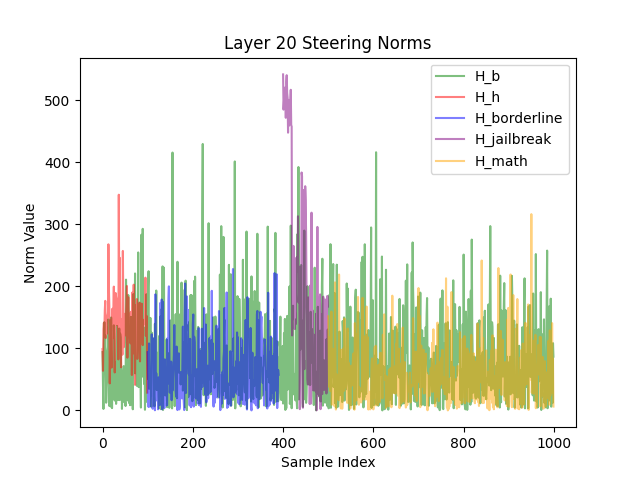 Layer 20 Steering Norms
H_b
H_h
H_borderline
H_jailbreak
H_math
Norm Value
500
400
300
200
100
0
0
200
400
600
800
1000
Sample Index